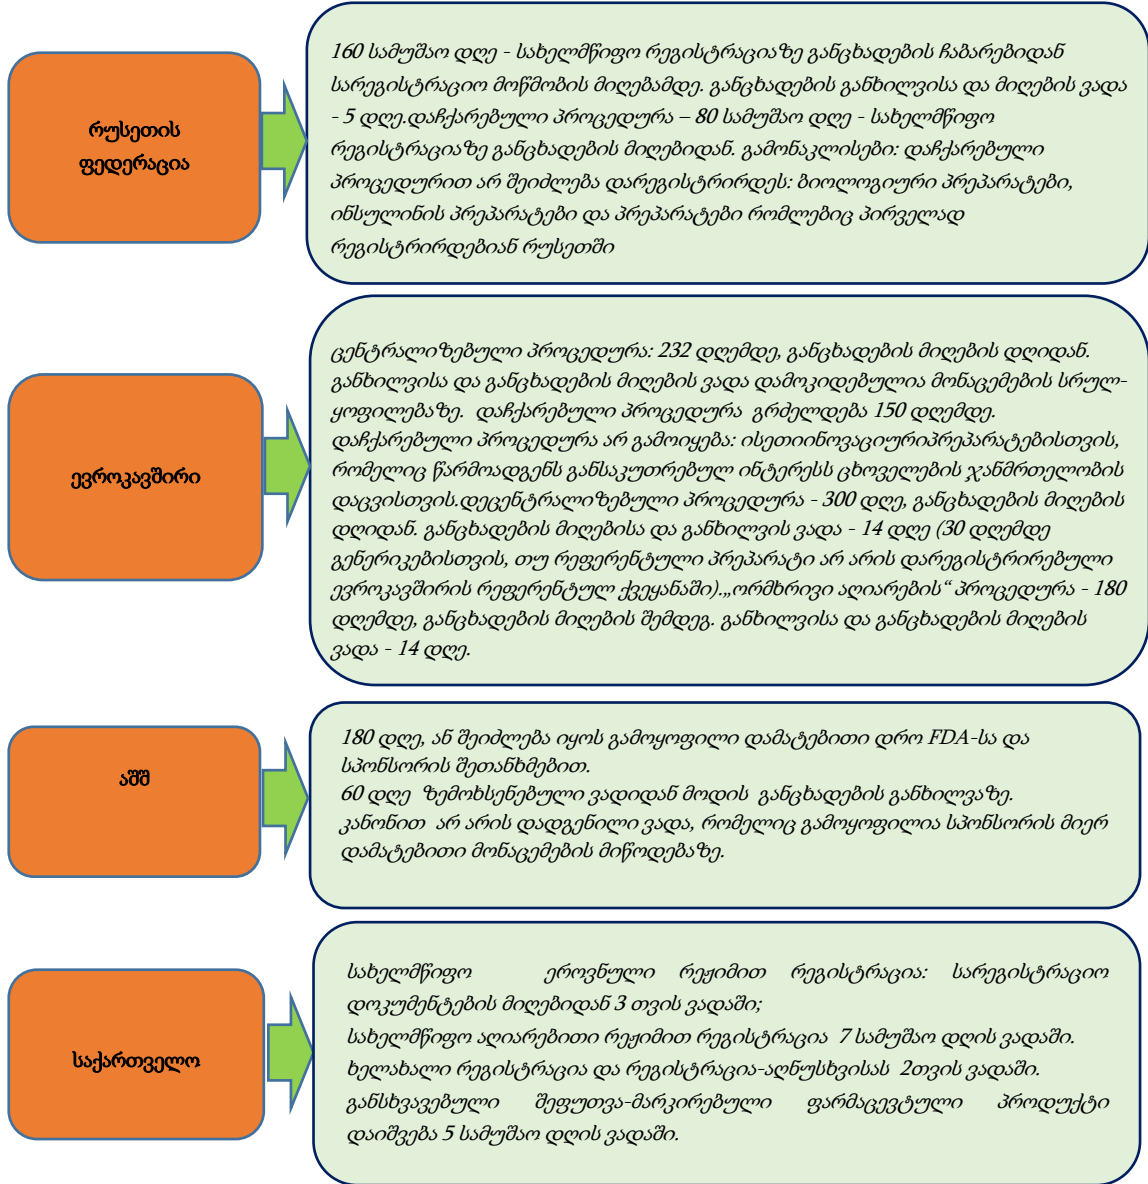 რუსეთის
ფედერაცია
160 სამუშაო დღე - სახელმწიფო რეგისტრაციაზე განცხადების ჩაბარებიდან
სარეგისტრაციო მოწმობის მიღებამდე. განცხადების განხილვისა და მიღების ვადა
- 5 დღე.დაჩქარებული პროცედურა – 80 სამუშაო დღე - სახელმწიფო
რეგისტრაციაზე განცხადების მიღებიდან. გამონაკლისები: დაჩქარებული
პროცედურით არ შეიძლება დარეგისტრირდეს: ბიოლოგიური პრეპარატები,
ინსულინის პრეპარატები და პრეპარატები რომლებიც პირველად
რეგისტრირდებიან რუსეთში
ევროკავშირი
ცენტრალიზებული პროცედურა: 232 დღემდე, განცხადების მიღების დღიდან.
განხილვისა და განცხადების მიღების ვადა დამოკიდებულია მონაცემების სრულ-
ყოფილებაზე. დაჩქარებული პროცედურა გრძელდება 150 დღემდე.
დაჩქარებული პროცედურა არ გამოიყება: ისეთიინოვაციურიპრეპარატებისთვის,
რომელიც წარმოადგენს განსაკუთრებულ ინტერესს ცხოველების ჯანმრთელობის
დაცვისთვის.დეცენტრალიზებული პროცედურა - 300 დღე, განცხადების მიღების
დღიდან. განცხადების მიღებისა და განხილვის ვადა - 14 დღე (30 დღემდე
გენერიკებისთვის, თუ რეფერენტული პრეპარატი არ არის დარეგისტრირებული
ევროკავშირის რეფერენტულ ქვეყანაში).„ორმხრივი აღიარების“ პროცედურა - 180
დღემდე, განცხადების მიღების შემდეგ. განხილვისა და განცხადების მიღების
ვადა - 14 დღე.
აშშ
180 დღე, ან შეიძლება იყოს გამოყოფილი დამატებითი დრო FDA-სა და
სპონსორის შეთანხმებით.
60 დღე ზემოხსენებული ვადიდან მოდის განცხადების განხილვაზე.
კანონით არ არის დადგენილი ვადა, რომელიც გამოყოფილია სპონსორის მიერ
დამატებითი მონაცემების მიწოდებაზე.
საქართველო
სახელმწიფო ეროვნული რეჟიმით რეგისტრაცია: სარეგისტრაციო
დოკუმენტების მიღებიდან 3 თვის ვადაში;
სახელმწიფო აღიარებითი რეჟიმით რეგისტრაცია 7 სამუშაო დღის ვადაში.
ხელახალი რეგისტრაცია და რეგისტრაცია-აღნუსხვისას 2თვის ვადაში.
განსხვავებული შეფუთვა-მარკირებული ფარმაცევტული პროდუქტი
დაიშვება 5 სამუშაო დღის ვადაში.